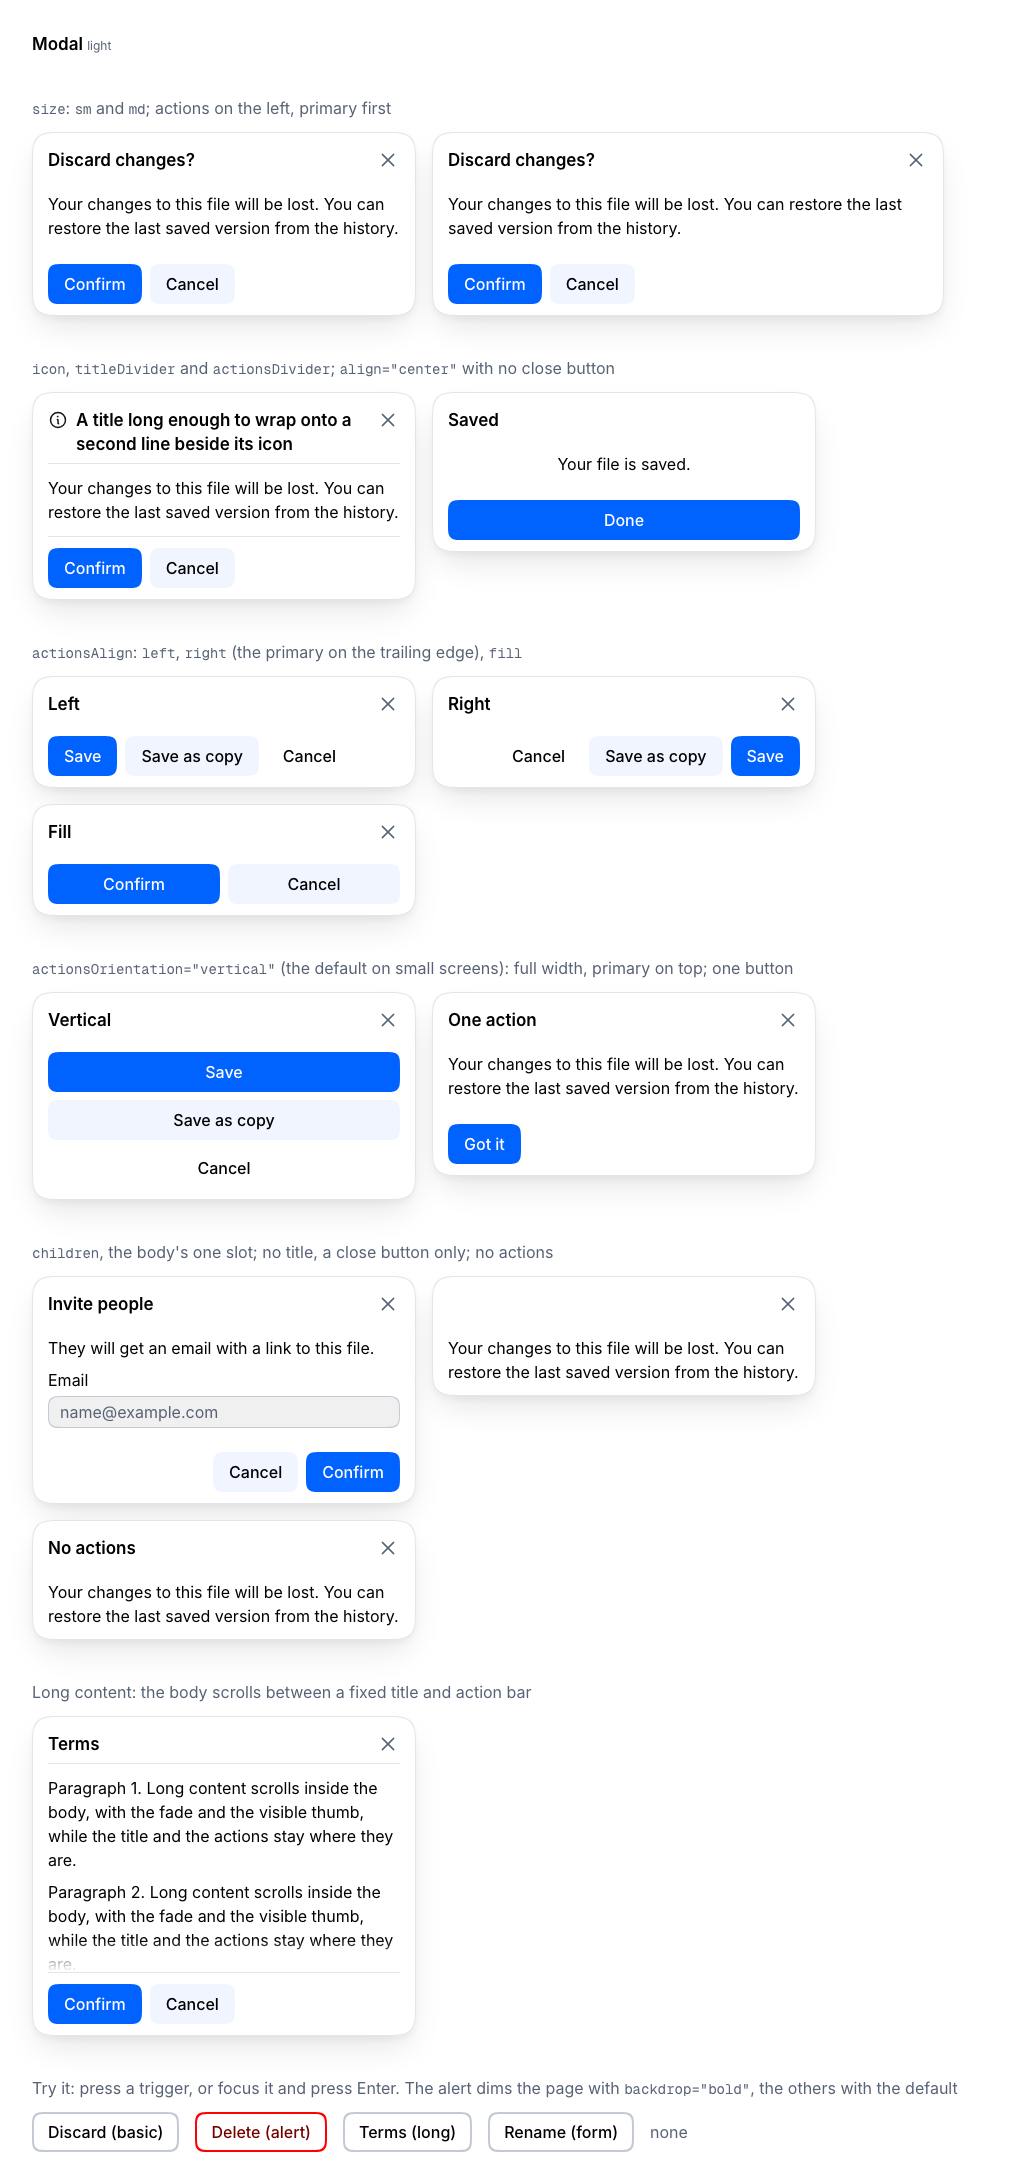 Modal light
size: sm and md; actions on the left, primary first
Discard changes?
Your changes to this file will be lost. You can
restore the last saved version from the history.
Confirm Cancel
Discard changes?
Your changes to this file will be lost. You can restore the last
saved version from the history.
Confirm Cancel
icon, titleDivider and actionsDivider; align="center" with no close button
A title long enough to wrap onto a
second line beside its icon
Your changes to this file will be lost. You can
restore the last saved version from the history.
Confirm Cancel
Saved
Your file is saved.
Done
actionsAlign: left, right (the primary on the trailing edge), fill
Left
Save Save as copy Cancel
Right
Cancel Save as copy Save
Fill
Confirm Cancel
actionsOrientation="vertical" (the default on small screens): full width, primary on top; one button
Vertical
Save
Save as copy
Cancel
One action
Your changes to this file will be lost. You can
restore the last saved version from the history.
Got it
children, the body's one slot; no title, a close button only; no actions
Invite people
They will get an email with a link to this file.
Email
name@example.com
Cancel Confirm
Your changes to this file will be lost. You can
restore the last saved version from the history.
No actions
Your changes to this file will be lost. You can
restore the last saved version from the history.
Long content: the body scrolls between a fixed title and action bar
Terms
Paragraph 1. Long content scrolls inside the
body, with the fade and the visible thumb,
while the title and the actions stay where they
are.
Paragraph 2. Long content scrolls inside the
body, with the fade and the visible thumb,
while the title and the actions stay where they
are.
Confirm Cancel
Try it: press a trigger, or focus it and press Enter. The alert dims the page with backdrop="bold", the others with the default
Discard (basic) Delete (alert) Terms (long) Rename (form) none